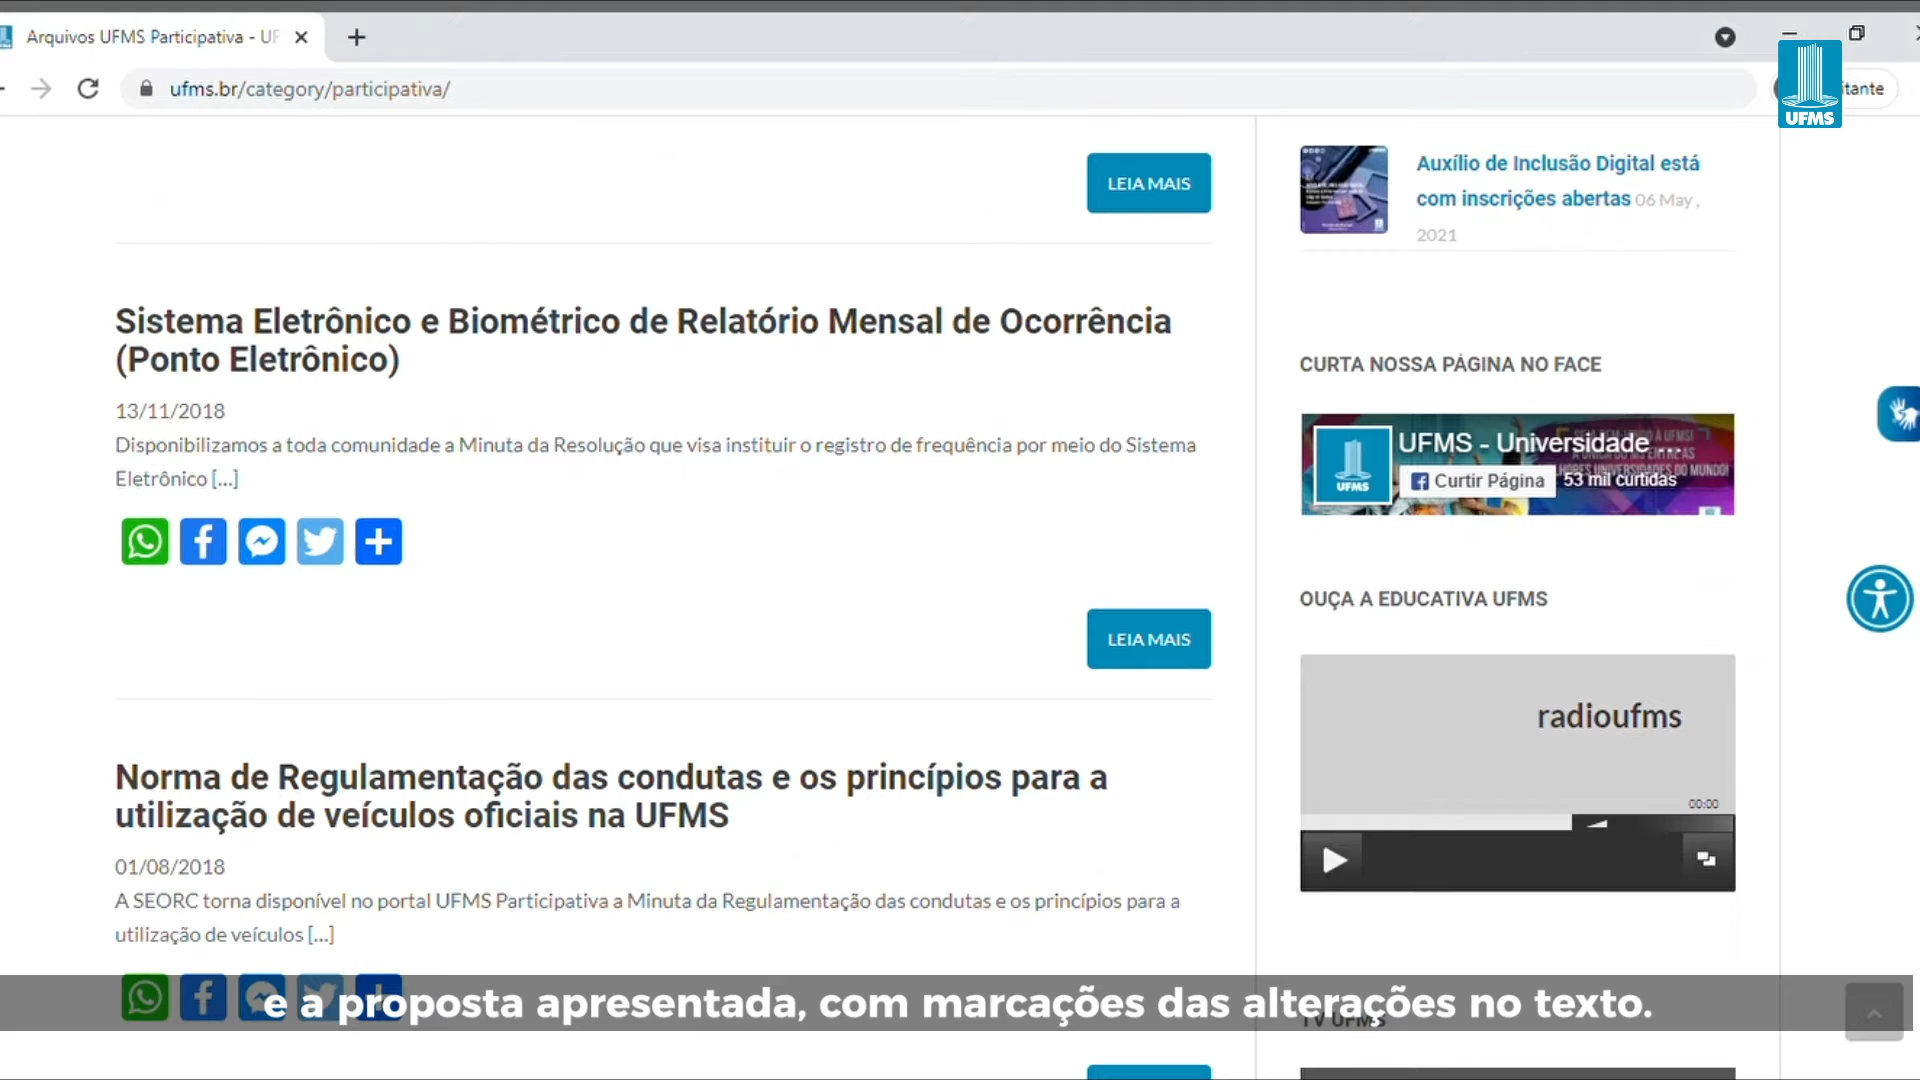 Arquivos UFMS Participativa - UF
ufms.br/category/participativa/
itante
UFMS
LEIA MAIS
Sistema Eletrônico e Biométrico de Relatório Mensal de Ocorrência
(Ponto Eletrônico)
13/11/2018
Disponibilizamos a toda comunidade a Minuta da Resolução que visa instituir o registro de frequência por meio do Sistema
Eletrônico [...]
LEIA MAIS
Norma de Regulamentação das condutas e os princípios para a
utilização de veículos oficiais na UFMS
01/08/2018
A SEORC torna disponível no portal UFMS Participativa a Minuta da Regulamentação das condutas e os princípios para a
utilização de veículos [...]
Auxílio de Inclusão Digital está
com inscrições abertas 06 May ,
2021
CURTA NOSSA PÁGINA NO FACE
UFMS - Universidade ...
UFMS
Curtir Página
53 mil curtidas
OUÇA A EDUCATIVA UFMS
radioufms
00:00
TV UFMS
e a proposta apresentada, com marcações das alterações no texto.